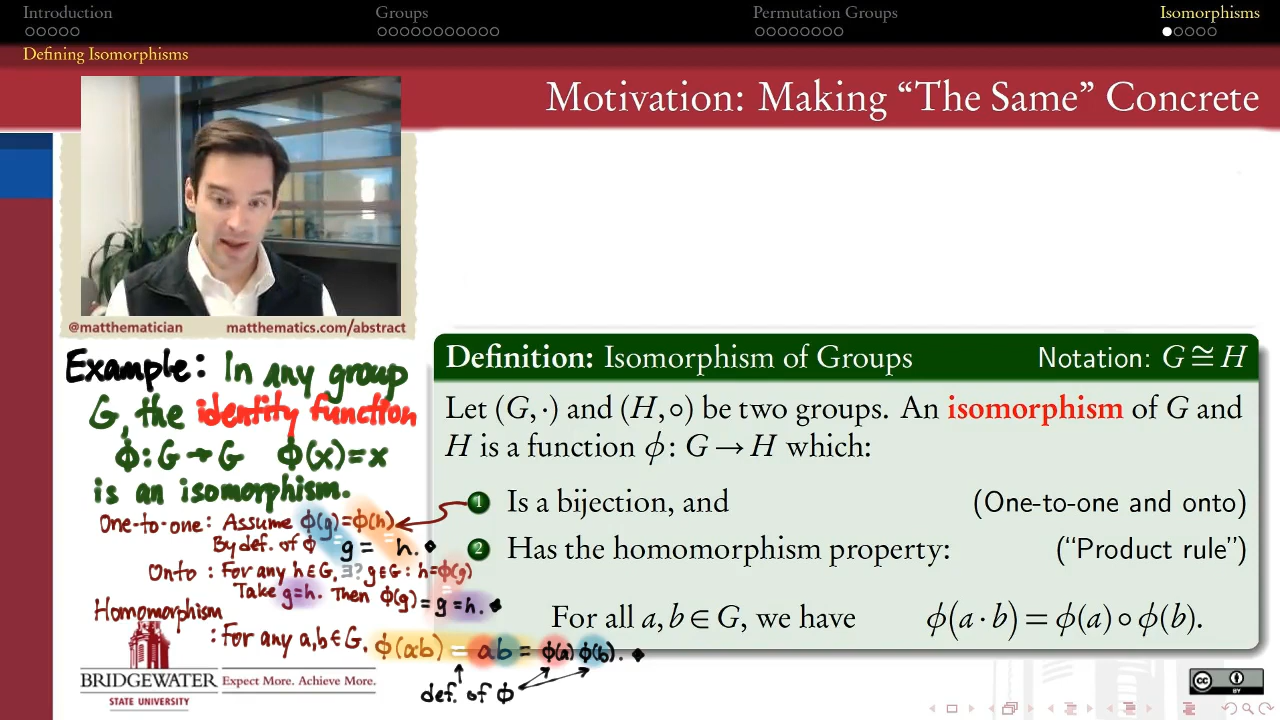 Introduction
Groups
Permutation Groups
Isomorphisms
Defining Isomorphisms
Motivation: Making “The Same” Concrete
@matthematician matthematics.com/abstract
Example: In any group
G, the identity function
ϕ: G → G ϕ(x)=x
is an isomorphism.
One-to-one: Assume ϕ(g)=ϕ(h)
By def. of ϕ g = h. ◆
Onto: For any h∈G, ∃? g∈G : h=ϕ(g)
Take g=h. Then ϕ(g)=g=h. ◆
Homomorphism
: For any a,b∈G, ϕ(ab) = ab = ϕ(a)ϕ(b). ◆
def. of ϕ
Definition: Isomorphism of Groups Notation: G ≅ H
Let (G, ·) and (H, ∘) be two groups. An isomorphism of G and
H is a function ϕ: G → H which:
1 Is a bijection, and (One-to-one and onto)
2 Has the homomorphism property: (“Product rule”)
For all a, b ∈ G, we have ϕ(a · b) = ϕ(a) ∘ ϕ(b).
BRIDGEWATER
STATE UNIVERSITY
Expect More. Achieve More.
CC BY